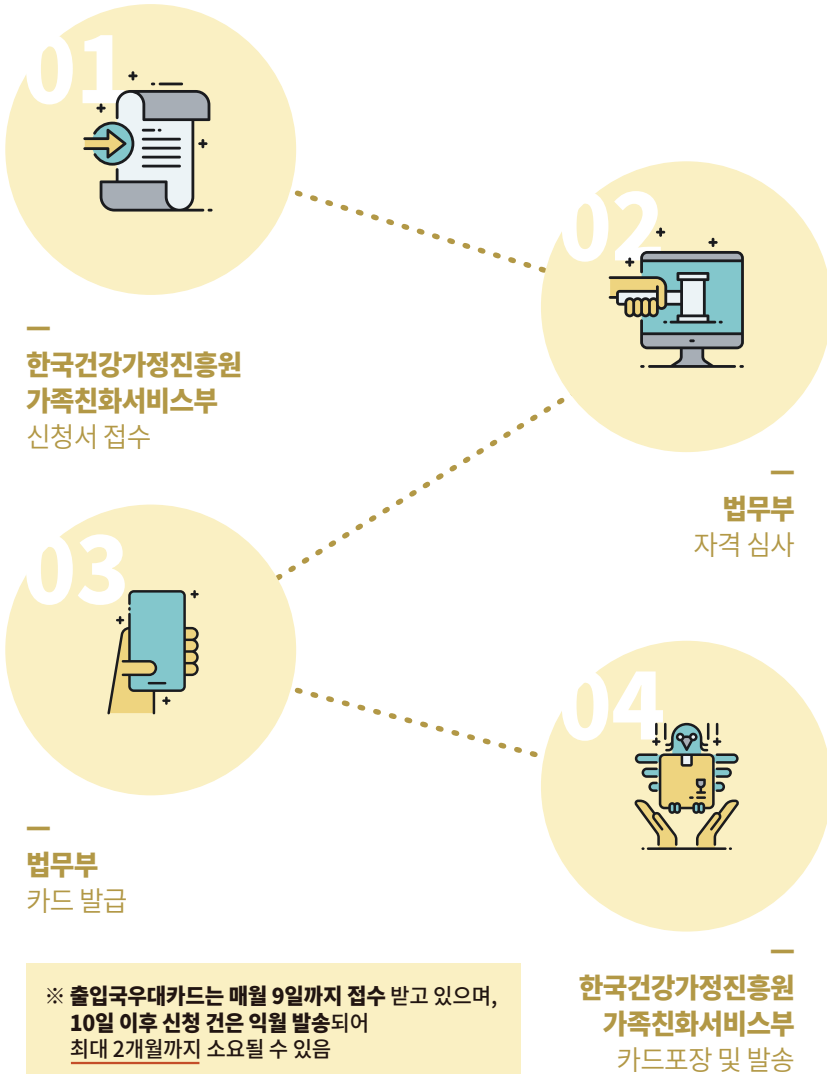 01
한국건강가정진흥원
가족친화서비스부
신청서 접수
02
법무부
자격 심사
03
법무부
카드 발급
04
한국건강가정진흥원
가족친화서비스부
카드포장 및 발송
※ 출입국우대카드는 매월 9일까지 접수 받고 있으며,
10일 이후 신청 건은 익월 발송되어
최대 2개월까지 소요될 수 있음